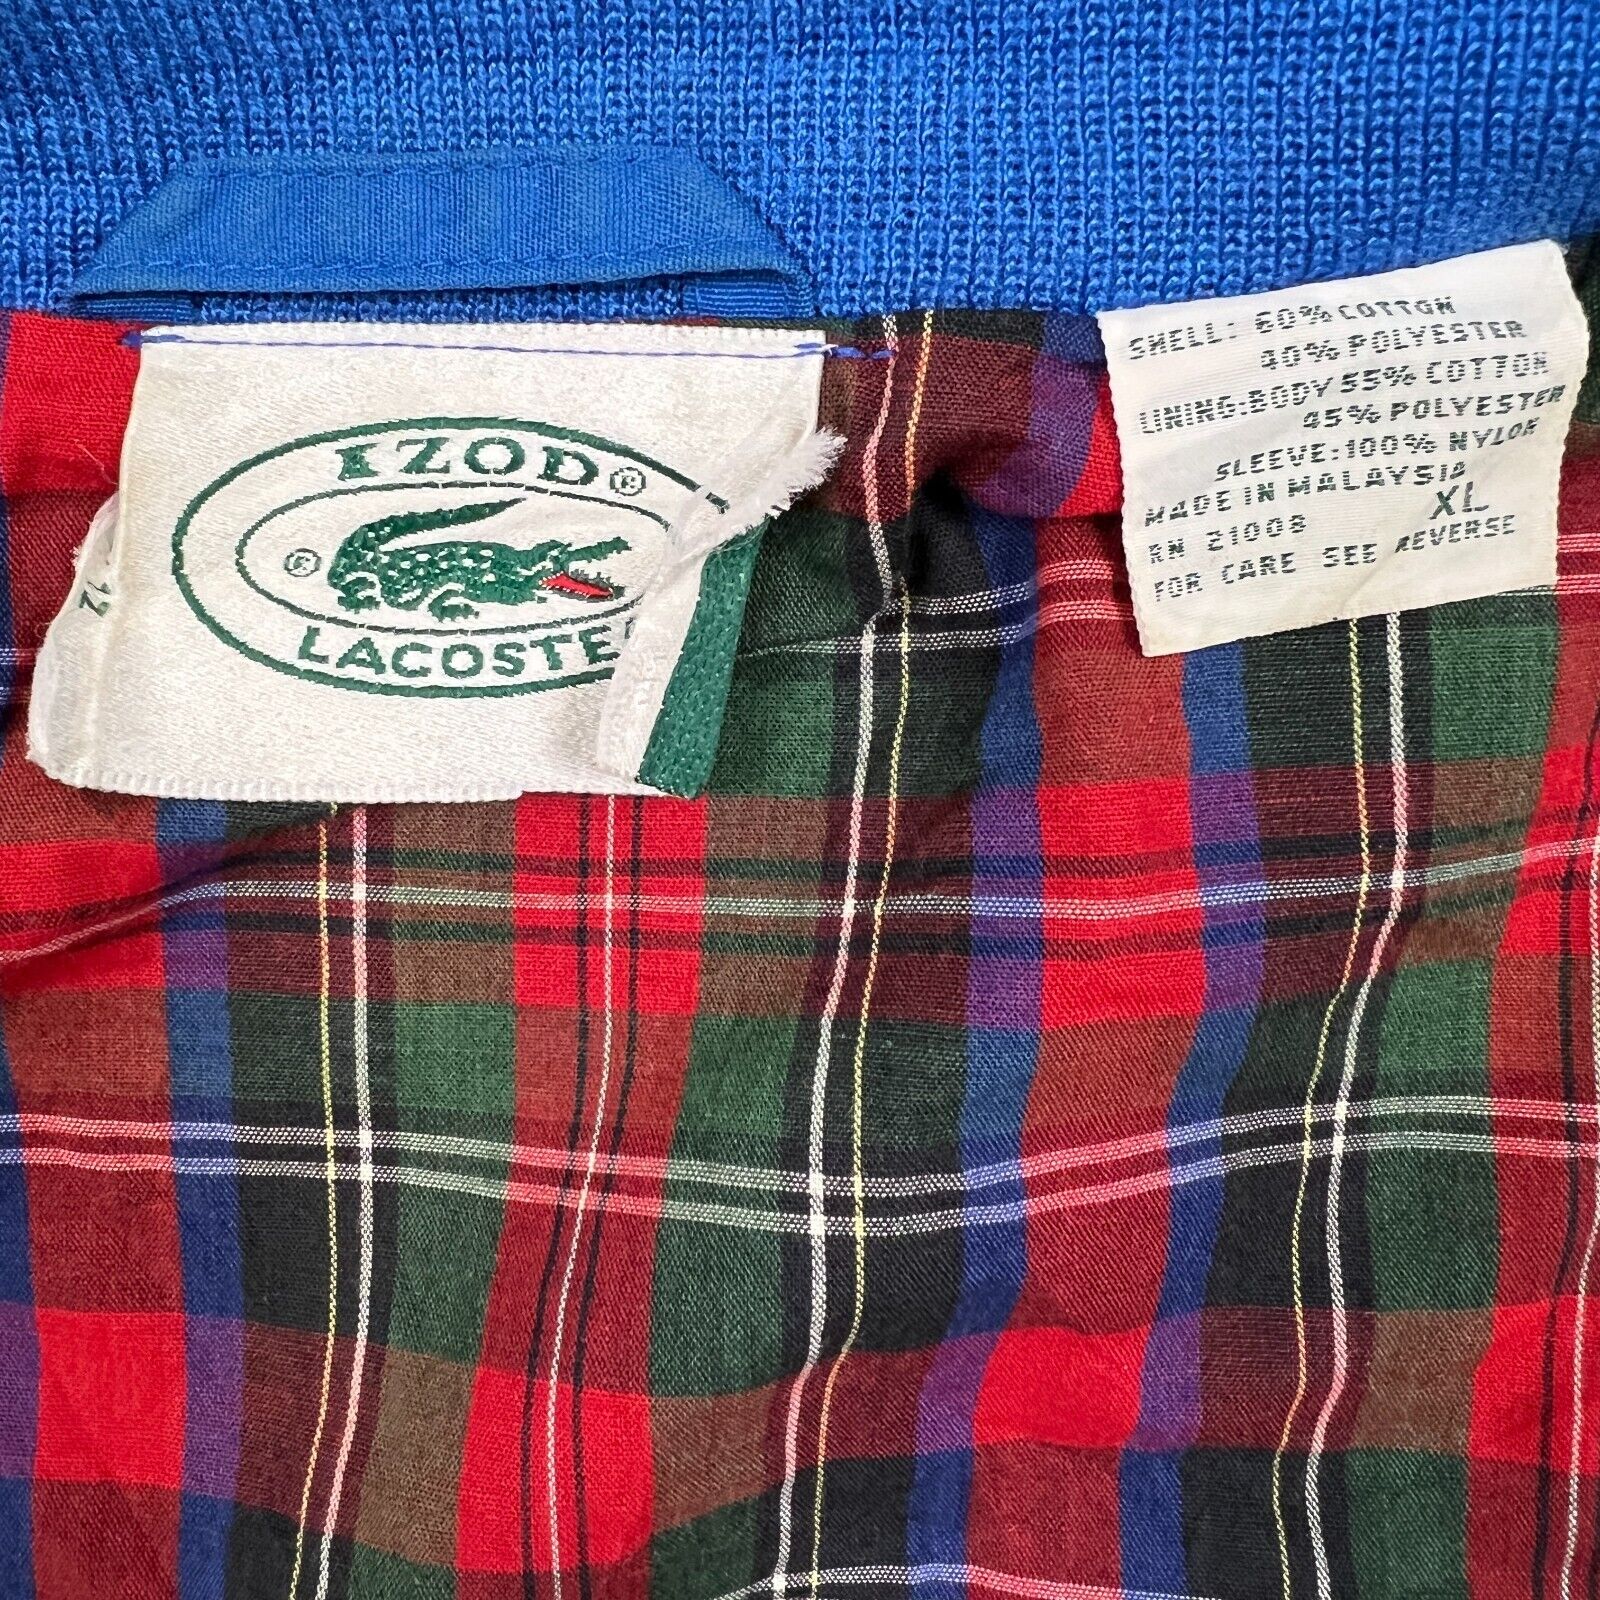 IZOD®
®
LACOSTE
12
SHELL: 60% COTTON
40% POLYESTER
LINING:BODY 55% COTTON
45% POLYESTER
SLEEVE:100% NYLON
MADE IN MALAYSIA
XL
RN 21008
FOR CARE SEE REVERSE